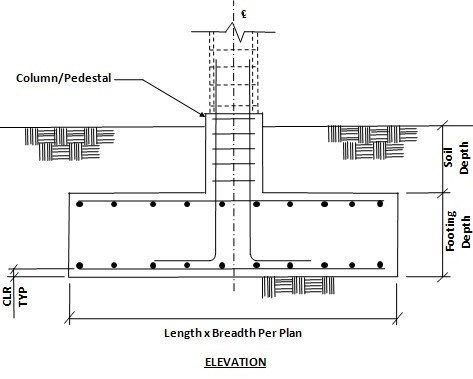 ℄
Column/Pedestal
Soil
Depth
Footing
Depth
CLR
TYP
Length x Breadth Per Plan
ELEVATION